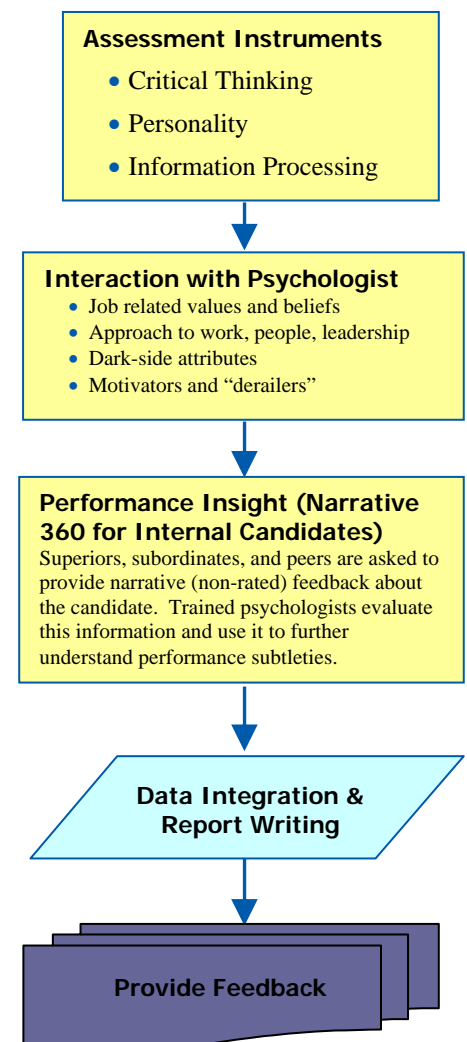 Assessment Instruments
• Critical Thinking
• Personality
• Information Processing
Interaction with Psychologist
• Job related values and beliefs
• Approach to work, people, leadership
• Dark-side attributes
• Motivators and “derailers”
Performance Insight (Narrative
360 for Internal Candidates)
Superiors, subordinates, and peers are asked to
provide narrative (non-rated) feedback about
the candidate.  Trained psychologists evaluate
this information and use it to further
understand performance subtleties.
Data Integration &
Report Writing
Provide Feedback